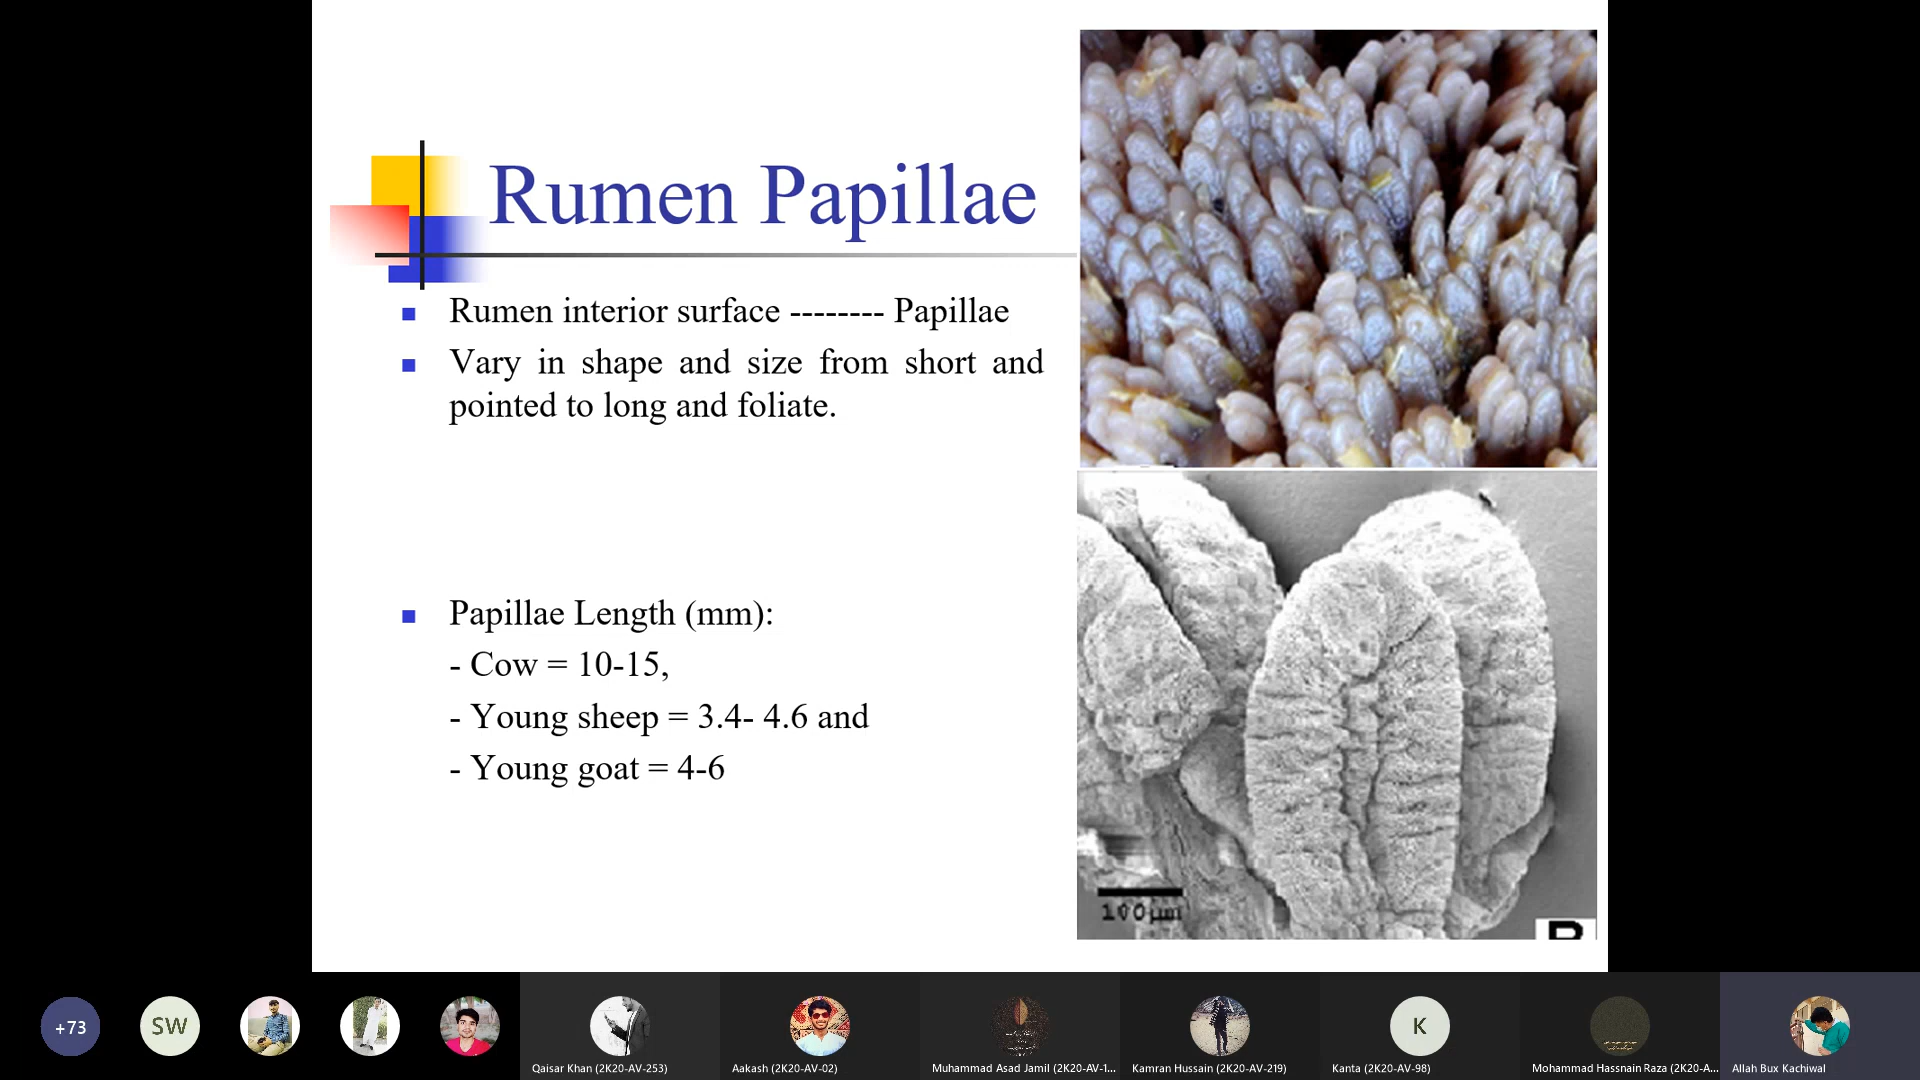 Rumen Papillae
Rumen interior surface -------- Papillae
Vary in shape and size from short and
pointed to long and foliate.
Papillae Length (mm):
- Cow = 10-15,
- Young sheep = 3.4- 4.6 and
- Young goat = 4-6
100µm
+73
SW
K
Qaisar Khan (2K20-AV-253)
Aakash (2K20-AV-02)
Muhammad Asad Jamil (2K20-AV-1...
Kamran Hussain (2K20-AV-219)
Kanta (2K20-AV-98)
Mohammad Hassnain Raza (2K20-A...
Allah Bux Kachiwal